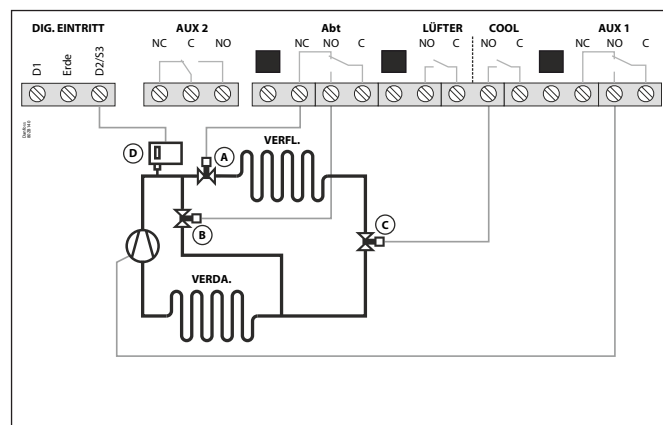 DIG. EINTRITT AUX 2 Abt LÜFTER COOL AUX 1
NC C NO NC NO C NO C NO C NC NO C
D1 Erde D2/S3
Danfoss
D
A
VERFL.
B
C
VERDA.